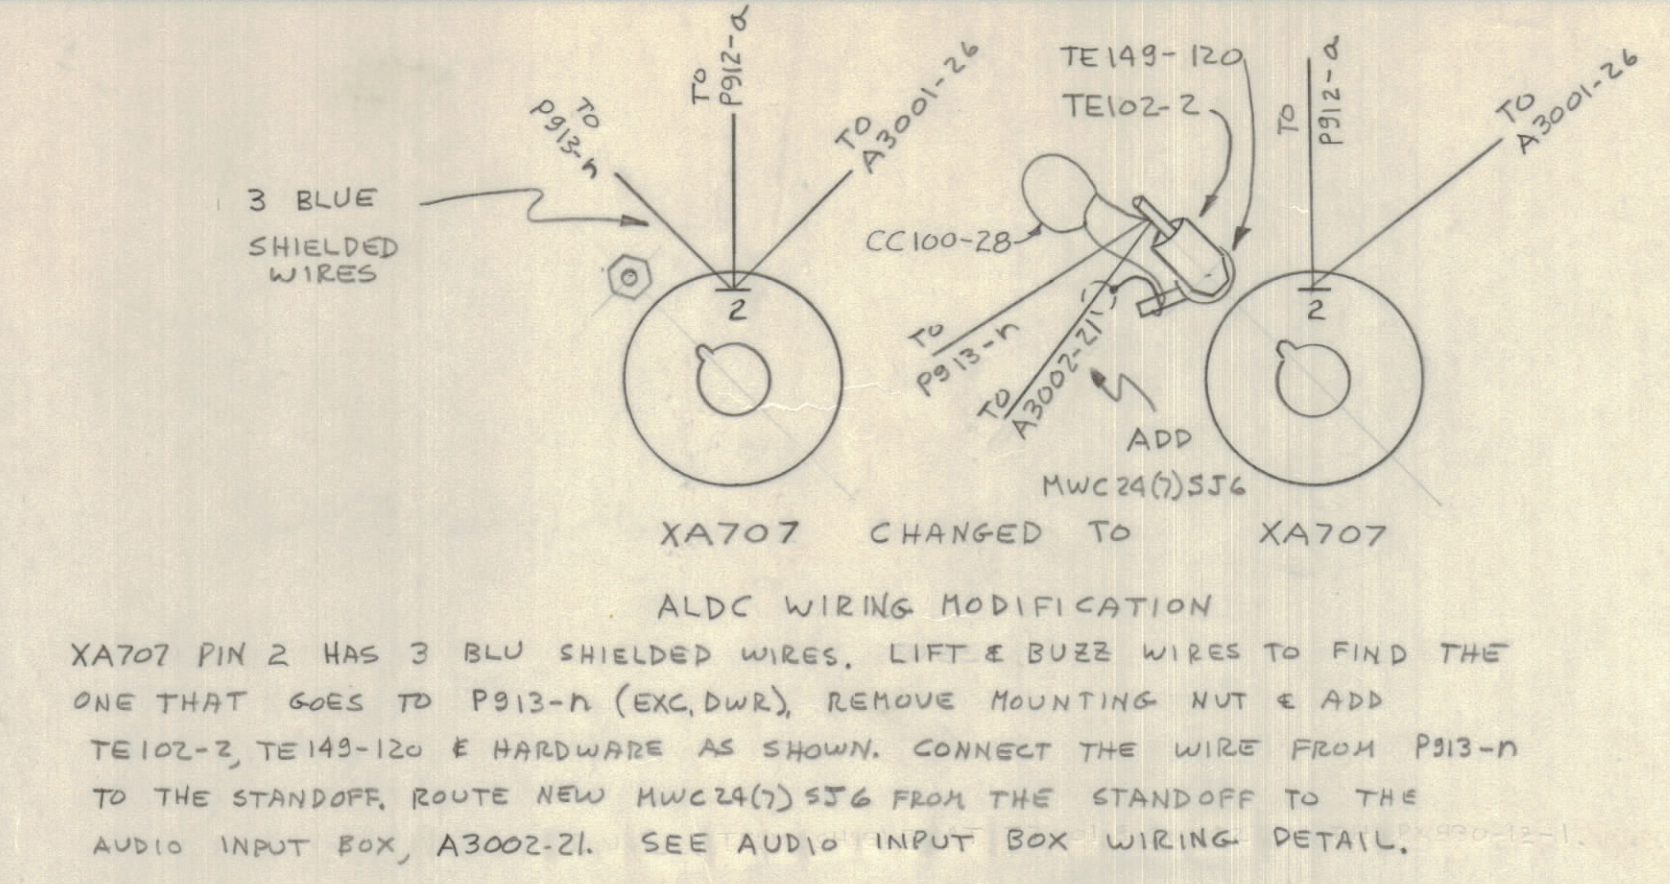 TO
P913-n
TO
P912-a
TO
A3001-26
3 BLUE
SHIELDED
WIRES
2
TE149-120
TE102-2
CC100-28
TO
P913-n
TO
A3002-21
ADD
MWC24(7)SJ6
TO
P912-a
TO
A3001-26
2
XA707 CHANGED TO XA707
ALDC WIRING MODIFICATION
XA707 PIN 2 HAS 3 BLU SHIELDED WIRES. LIFT & BUZZ WIRES TO FIND THE
ONE THAT GOES TO P913-n (EXC, DWR), REMOVE MOUNTING NUT & ADD
TE102-2, TE149-120 & HARDWARE AS SHOWN. CONNECT THE WIRE FROM P913-n
TO THE STANDOFF. ROUTE NEW MWC24(7)SJ6 FROM THE STANDOFF TO THE
AUDIO INPUT BOX, A3002-21. SEE AUDIO INPUT BOX WIRING DETAIL.